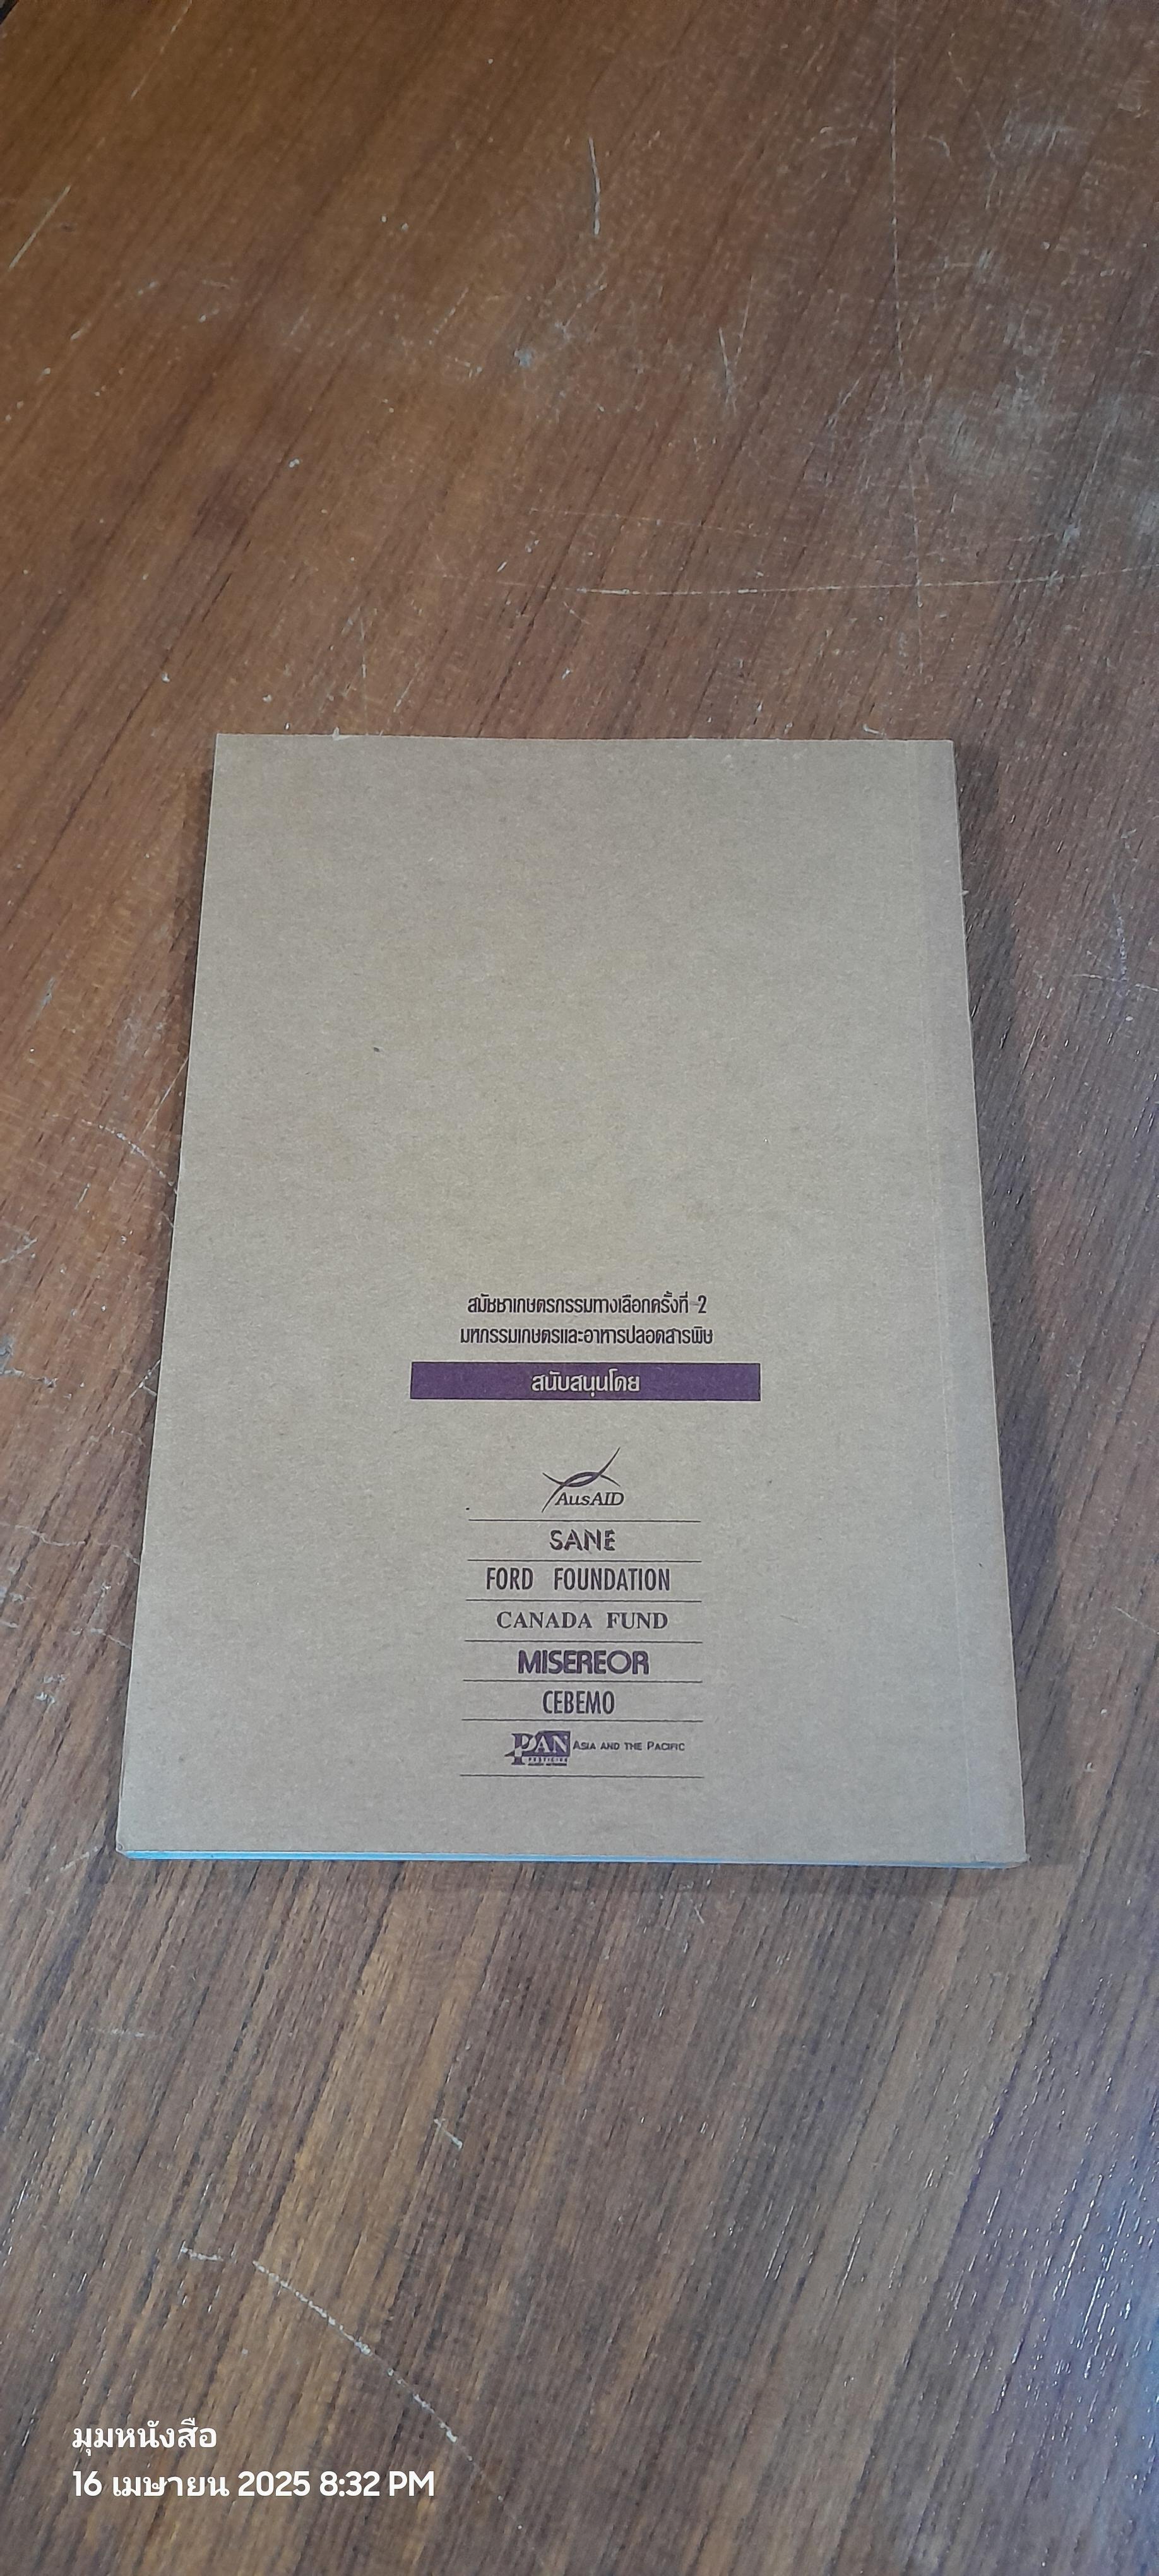 สมัชชาเกษตรกรรมทางเลือกครั้งที่ 2
มหกรรมเกษตรและอาหารปลอดสารพิษ
สนับสนุนโดย
AusAID
SANE
FORD FOUNDATION
CANADA FUND
MISEREOR
CEBEMO
PAN ASIA AND THE PACIFIC
มุมหนังสือ
16 เมษายน 2025 8:32 PM